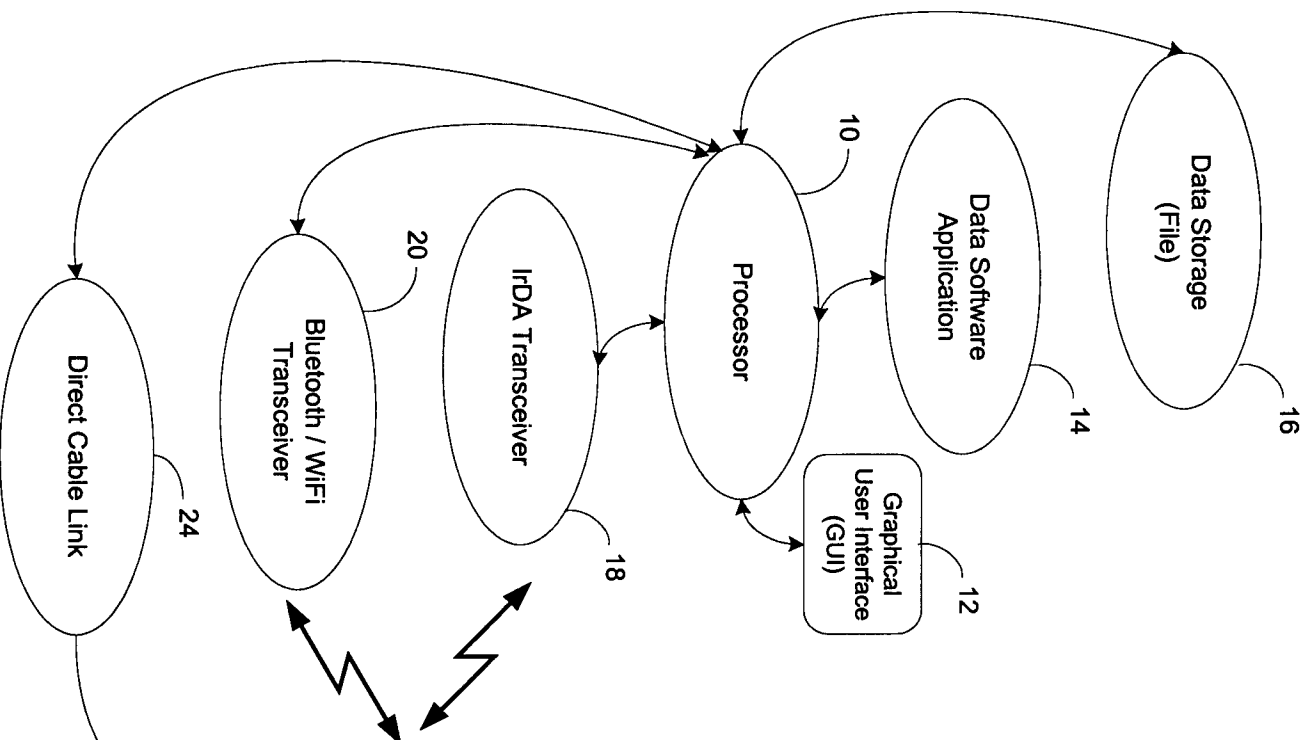 Data Storage
(File)
16
Data Software
Application
14
10
Processor
Graphical
User Interface
(GUI)
12
IrDA Transceiver
18
20
Bluetooth / WiFi
Transceiver
Direct Cable Link
24